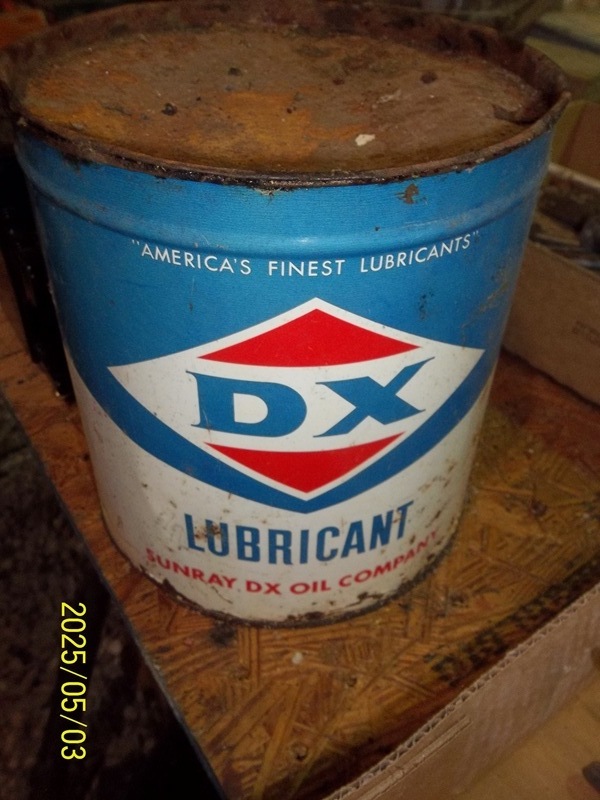 "AMERICA'S FINEST LUBRICANTS"
DX
LUBRICANT
SUNRAY DX OIL COMPANY
2025/05/03